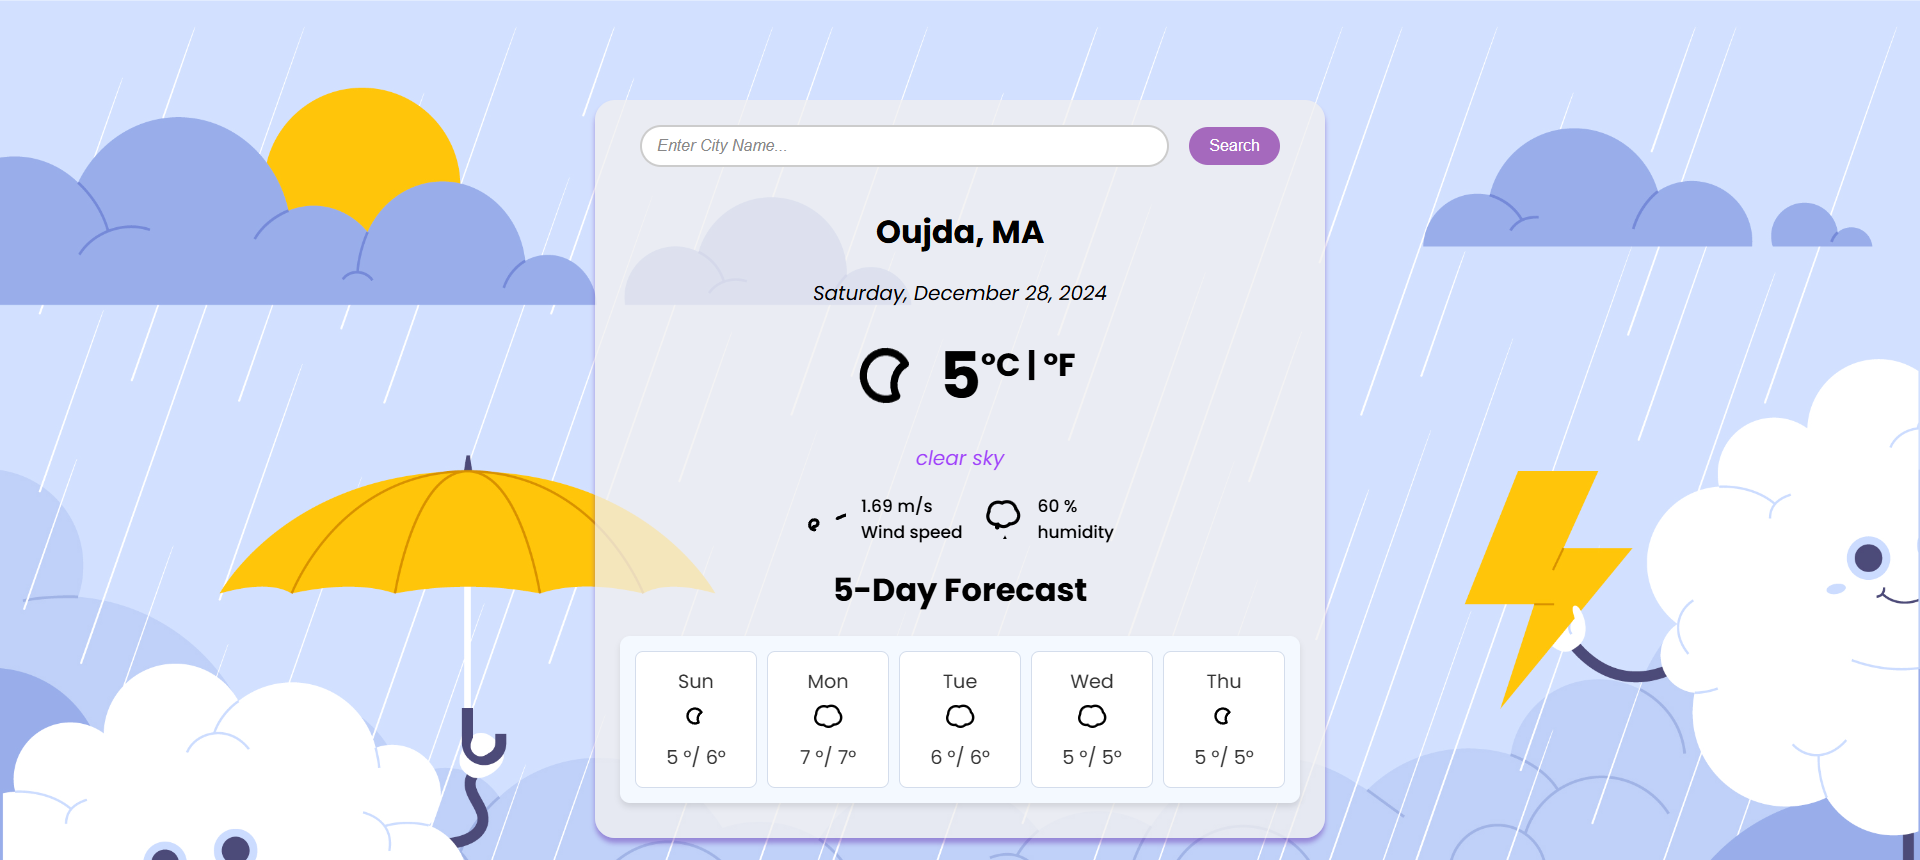 Enter City Name...
Search
Oujda, MA
Saturday, December 28, 2024
5°C | °F
clear sky
1.69 m/s
Wind speed
60 %
humidity
5-Day Forecast
Sun
5 °/ 6°
Mon
7 °/ 7°
Tue
6 °/ 6°
Wed
5 °/ 5°
Thu
5 °/ 5°